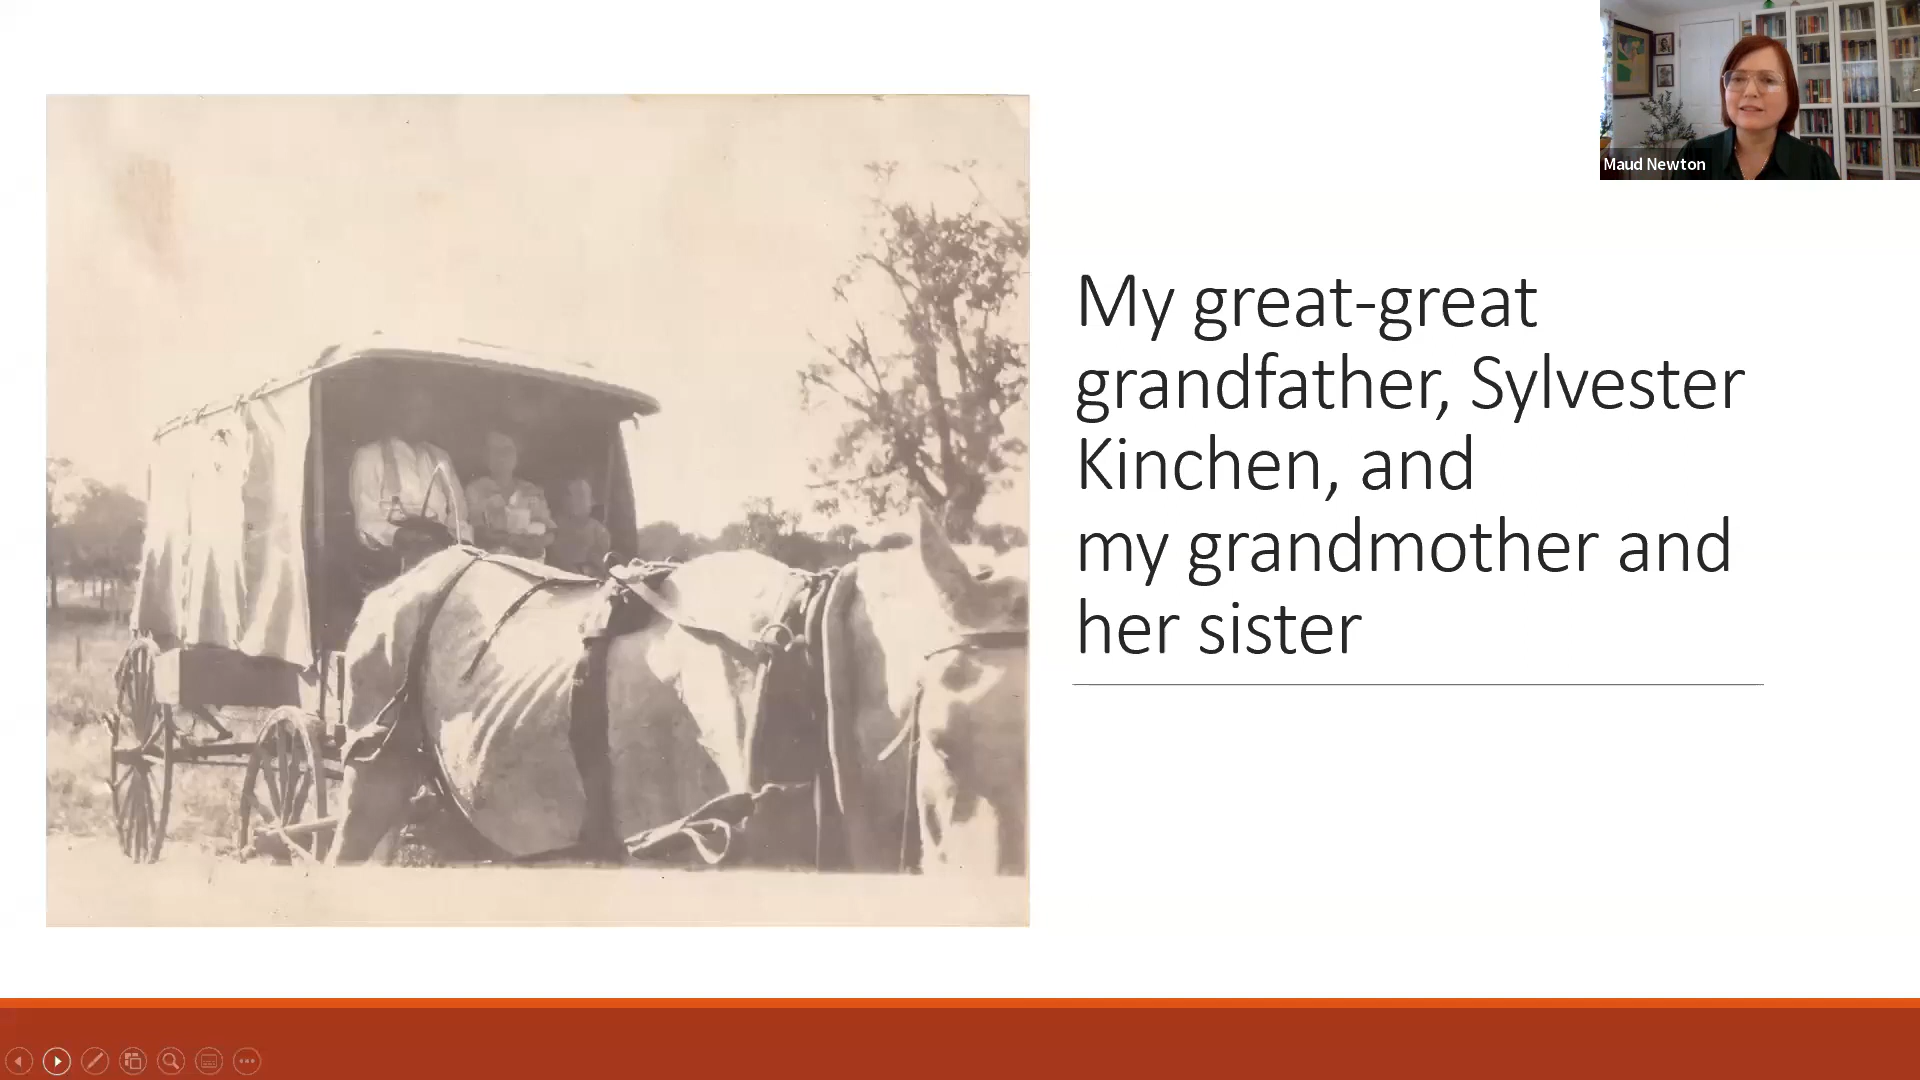 Maud Newton
My great-great
grandfather, Sylvester
Kinchen, and
my grandmother and
her sister